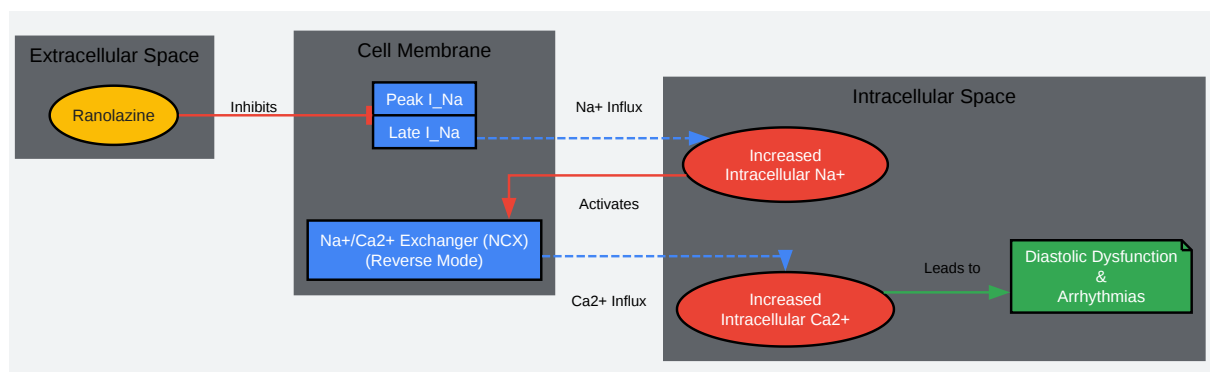 Extracellular Space
Ranolazine
Inhibits
Cell Membrane
Peak I_Na
Late I_Na
Na+/Ca2+ Exchanger (NCX)
(Reverse Mode)
Na+ Influx
Activates
Ca2+ Influx
Intracellular Space
Increased
Intracellular Na+
Increased
Intracellular Ca2+
Leads to
Diastolic Dysfunction
&
Arrhythmias